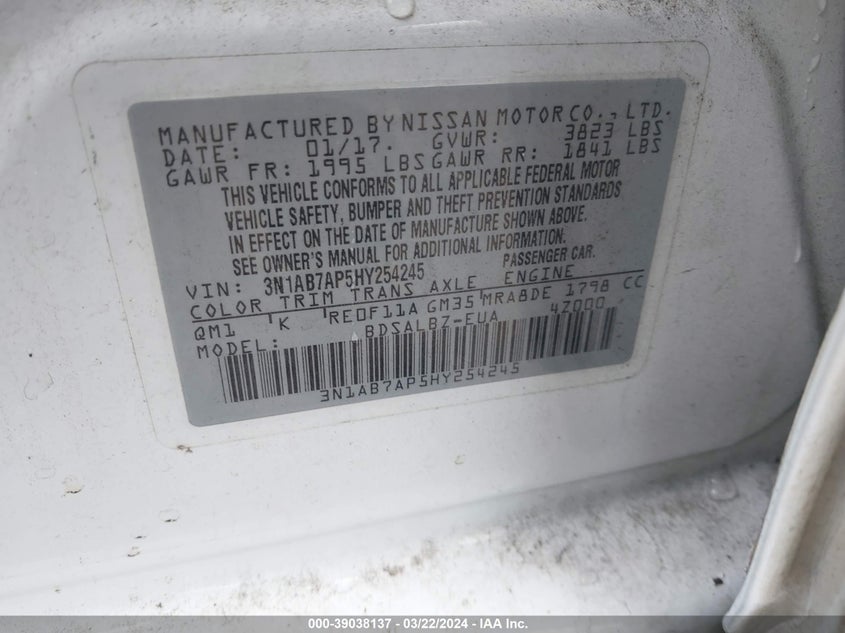 MANUFACTURED BY NISSAN MOTOR CO., LTD.
DATE: 01/17. GVWR: 3823 LBS
GAWR FR: 1995 LBS GAWR RR: 1841 LBS
THIS VEHICLE CONFORMS TO ALL APPLICABLE FEDERAL MOTOR
VEHICLE SAFETY, BUMPER AND THEFT PREVENTION STANDARDS
IN EFFECT ON THE DATE OF MANUFACTURE SHOWN ABOVE.
SEE OWNER'S MANUAL FOR ADDITIONAL INFORMATION.
VIN: 3N1AB7AP5HY254245 PASSENGER CAR.
COLOR TRIM TRANS AXLE ENGINE
QM1 K RE0F11A GM35 MRA8DE 1798 CC
MODEL: BDSALBZ-EUA 4Z000
3N1AB7AP5HY254245
000-39038137 - 03/22/2024 - IAA Inc.